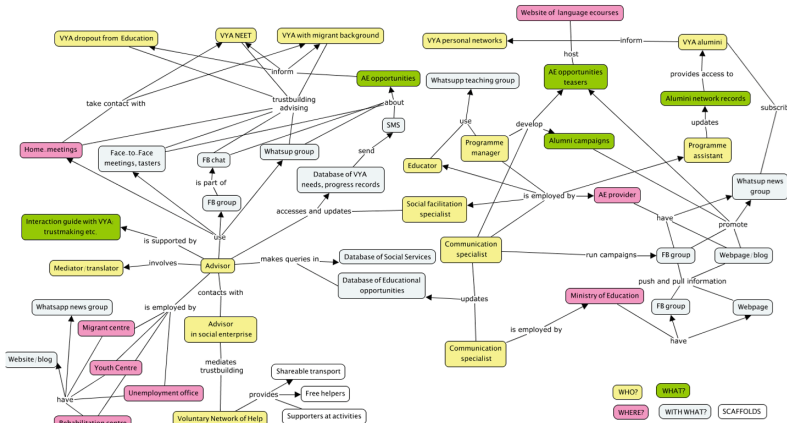 Website of language ecourses
VYA dropout from Education
VYA NEET
VYA with migrant background
VYA personal networks
inform
VYA alumini
host
inform
AE opportunities
Whatsupp teaching group
AE opportunities
teasers
provides access to
take contact with
trustbuilding
advising
about
Alumni network records
subscri
SMS
use
develop
updates
Home. meetings
Face. to. Face
meetings, tasters
FB chat
Whatsup group
send
Programme
manager
Alumni campaigns
Programme
assistant
Educator
is part of
Database of VYA
needs, progress records
Whatsup news
group
FB group
accesses and updates
Social facilitation
specialist
is employed by
AE provider
Interaction guide with VYA:
trustmaking etc.
use
have
promote
is supported by
Communication
specialist
Mediator/translator
involves
Advisor
makes queries in
Database of Social Services
run campaigns
FB group
Webpage/blog
Database of Educational
opportunities
push and pull information
contacts with
Whatsapp news group
is employed by
updates
Ministry of Education
FB group
Webpage
Migrant centre
Advisor
in social enterprise
is employed by
have
Website/blog
Youth Centre
mediates
trustbuilding
Communication
specialist
Shareable transport
Unemployment office
have
provides
Free helpers
WHO?
WHAT?
Rehabilitation centre
Voluntary Network of Help
Supporters at activities
WHERE?
WITH WHAT?
SCAFFOLDS